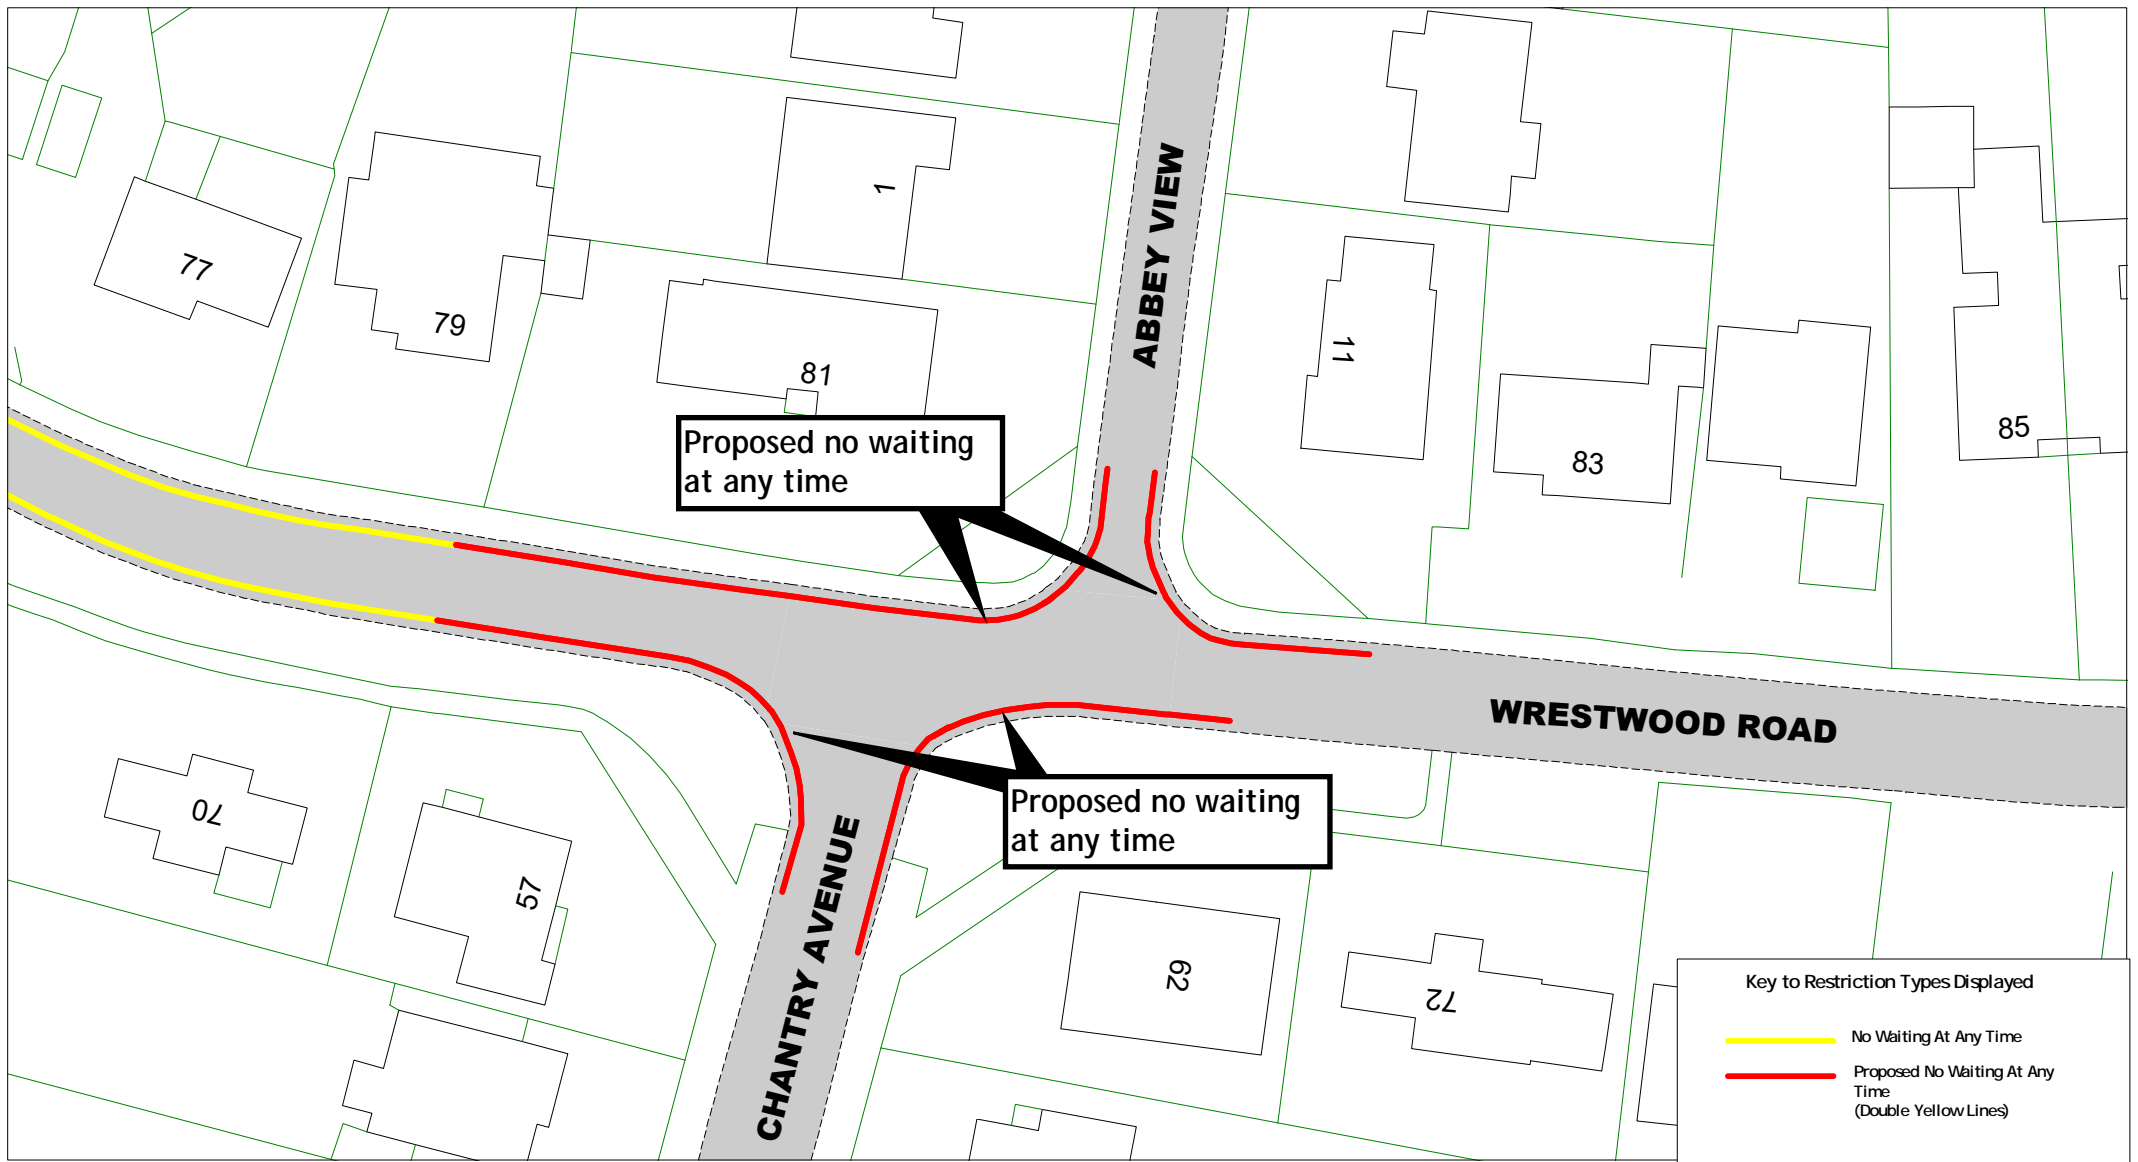 1
77
ABBEY VIEW
79
11
81
85
Proposed no waiting
at any time
83
WRESTWOOD ROAD
Proposed no waiting
at any time
70
57
CHANTRY AVENUE
62
72
Key to Restriction Types Displayed
No Waiting At Any Time
Proposed No Waiting At Any
Time
(Double Yellow Lines)